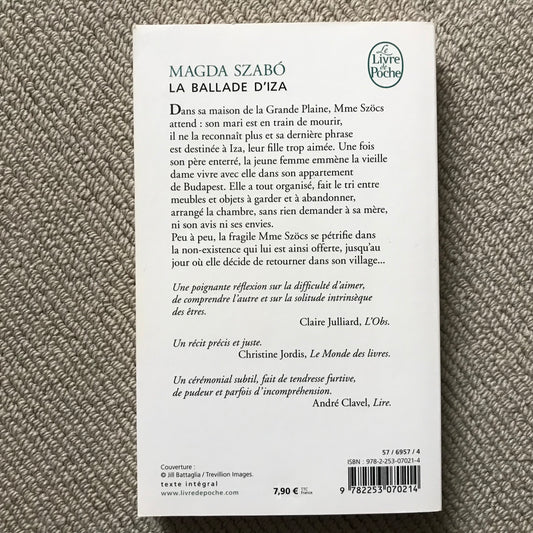 Le
Livre
de
Poche
MAGDA SZABÓ
LA BALLADE D'IZA
Dans sa maison de la Grande Plaine, Mme Szöcs
attend : son mari est en train de mourir,
il ne la reconnaît plus et sa dernière phrase
est destinée à Iza, leur fille trop aimée. Une fois
son père enterré, la jeune femme emmène la vieille
dame vivre avec elle dans son appartement
de Budapest. Elle a tout organisé, fait le tri entre
meubles et objets à garder et à abandonner,
arrangé la chambre, sans rien demander à sa mère,
ni son avis ni ses envies.
Peu à peu, la fragile Mme Szöcs se pétrifie dans
la non-existence qui lui est ainsi offerte, jusqu'au
jour où elle décide de retourner dans son village...
Une poignante réflexion sur la difficulté d'aimer,
de comprendre l'autre et sur la solitude intrinsèque
des êtres.
Claire Julliard, L'Obs.
Un récit précis et juste.
Christine Jordis, Le Monde des livres.
Un cérémonial subtil, fait de tendresse furtive,
de pudeur et parfois d'incompréhension.
André Clavel, Lire.
57 / 6957 / 4
ISBN : 978-2-253-07021-4
Couverture :
© Jill Battaglia / Trevillion Images.
texte intégral
www.livredepoche.com
7,90 € TTC
FRANCE
9 782253 070214